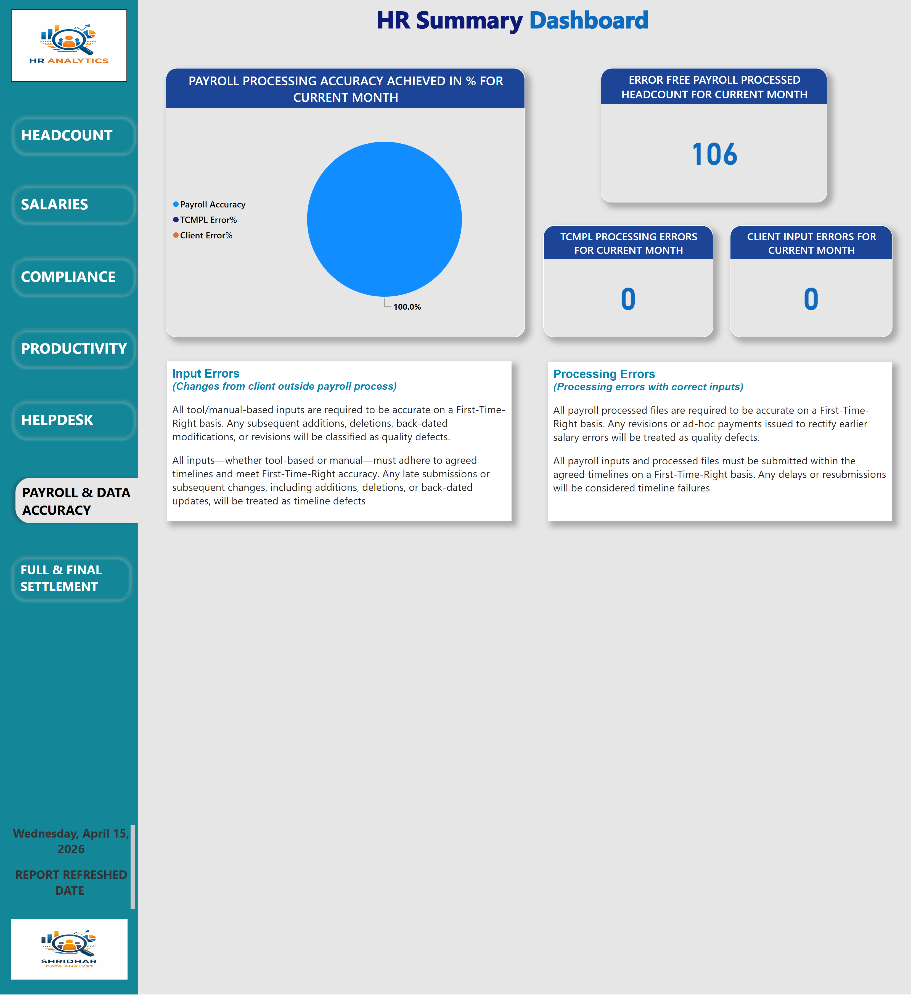 HR ANALYTICS
HR Summary Dashboard
HEADCOUNT
SALARIES
COMPLIANCE
PRODUCTIVITY
HELPDESK
PAYROLL & DATA
ACCURACY
FULL & FINAL
SETTLEMENT
PAYROLL PROCESSING ACCURACY ACHIEVED IN % FOR
CURRENT MONTH
Payroll Accuracy
TCMPL Error%
Client Error%
100.0%
ERROR FREE PAYROLL PROCESSED
HEADCOUNT FOR CURRENT MONTH
106
TCMPL PROCESSING ERRORS
FOR CURRENT MONTH
0
CLIENT INPUT ERRORS FOR
CURRENT MONTH
0
Input Errors
(Changes from client outside payroll process)
All tool/manual-based inputs are required to be accurate on a First-Time-
Right basis. Any subsequent additions, deletions, back-dated
modifications, or revisions will be classified as quality defects.
All inputs—whether tool-based or manual—must adhere to agreed
timelines and meet First-Time-Right accuracy. Any late submissions or
subsequent changes, including additions, deletions, or back-dated
updates, will be treated as timeline defects
Processing Errors
(Processing errors with correct inputs)
All payroll processed files are required to be accurate on a First-Time-
Right basis. Any revisions or ad-hoc payments issued to rectify earlier
salary errors will be treated as quality defects.
All payroll inputs and processed files must be submitted within the
agreed timelines on a First-Time-Right basis. Any delays or resubmissions
will be considered timeline failures
Wednesday, April 15,
2026
REPORT REFRESHED
DATE
SHRIDHAR
DATA ANALYST